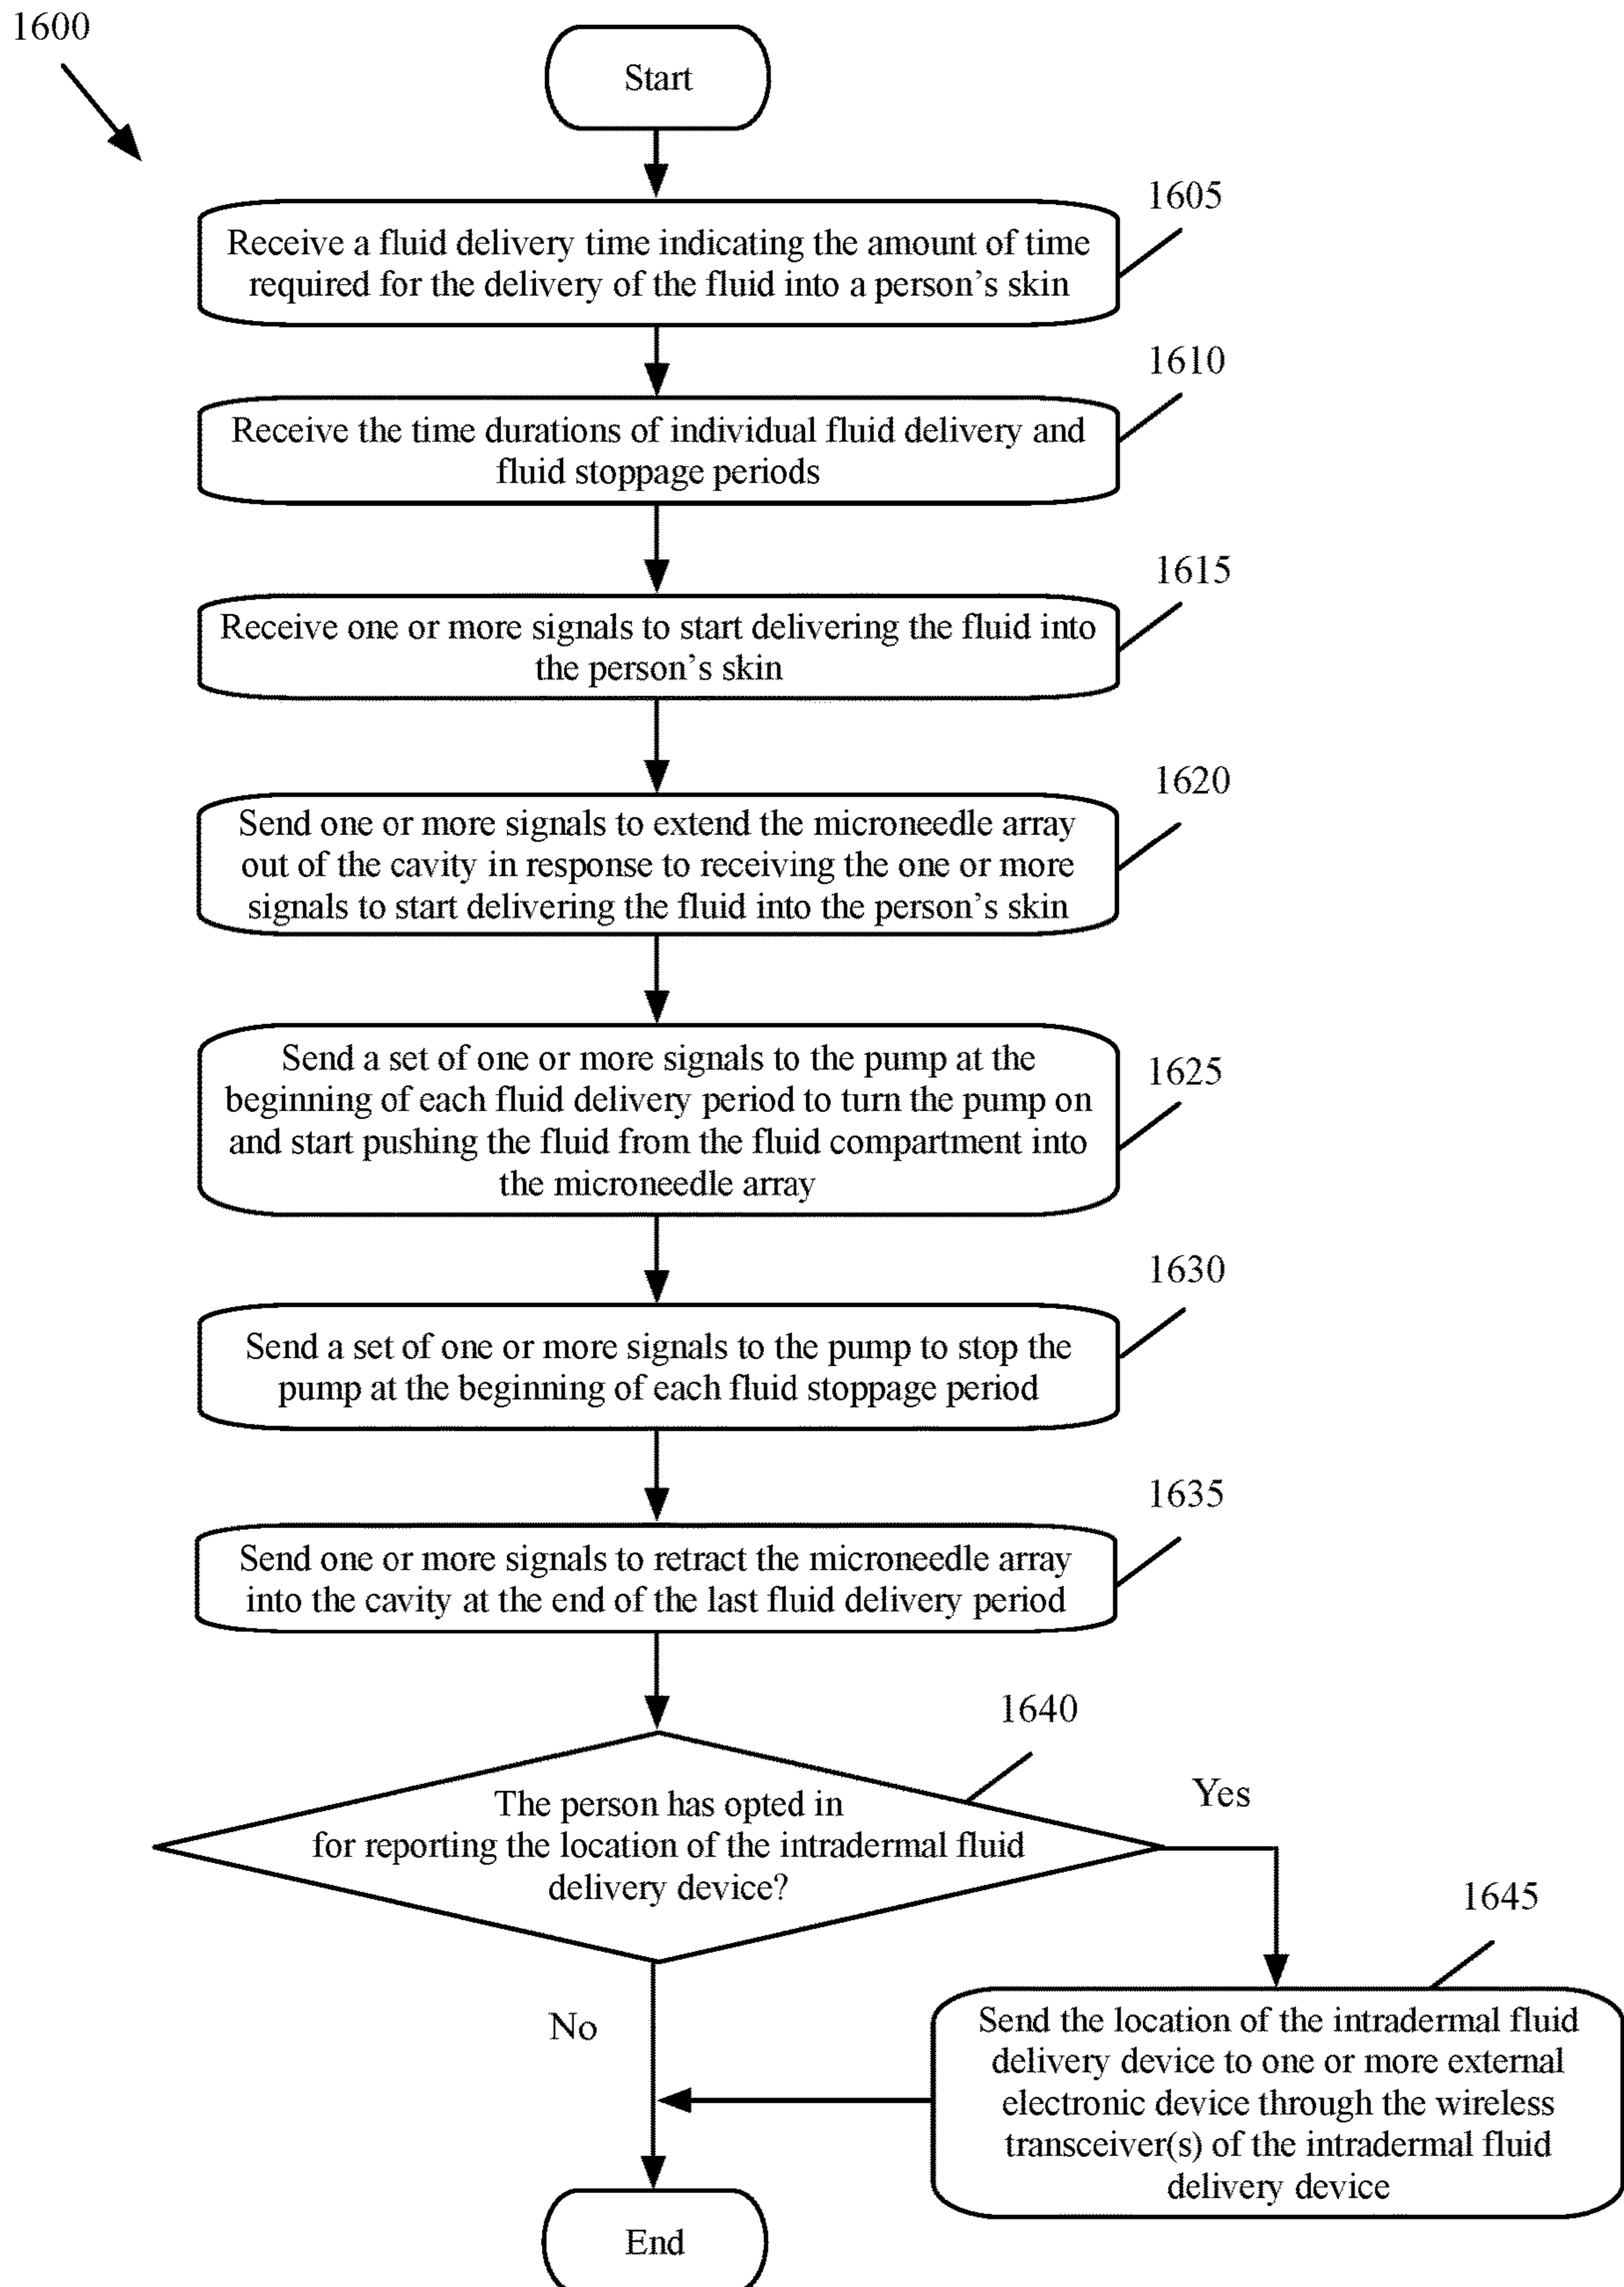 1600
Start
1605
Receive a fluid delivery time indicating the amount of time
required for the delivery of the fluid into a person's skin
1610
Receive the time durations of individual fluid delivery and
fluid stoppage periods
1615
Receive one or more signals to start delivering the fluid into
the person's skin
1620
Send one or more signals to extend the microneedle array
out of the cavity in response to receiving the one or more
signals to start delivering the fluid into the person's skin
1625
Send a set of one or more signals to the pump at the
beginning of each fluid delivery period to turn the pump on
and start pushing the fluid from the fluid compartment into
the microneedle array
1630
Send a set of one or more signals to the pump to stop the
pump at the beginning of each fluid stoppage period
1635
Send one or more signals to retract the microneedle array
into the cavity at the end of the last fluid delivery period
1640
The person has opted in
for reporting the location of the intradermal fluid
delivery device?
Yes
1645
Send the location of the intradermal fluid
delivery device to one or more external
electronic device through the wireless
transceiver(s) of the intradermal fluid
delivery device
No
End